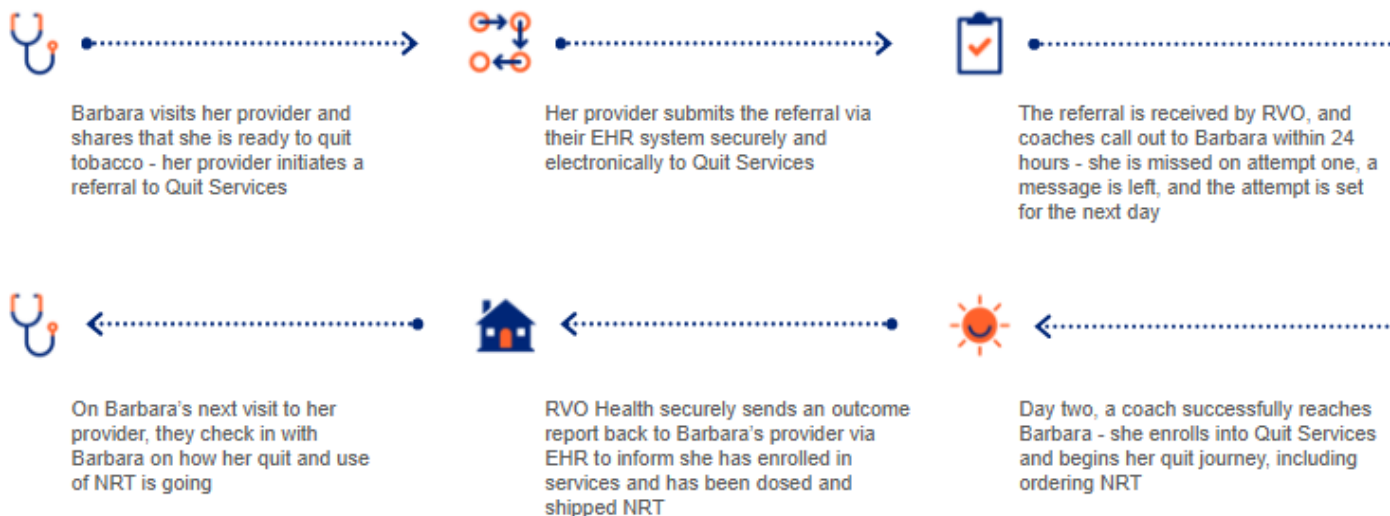 Barbara visits her provider and
shares that she is ready to quit
tobacco - her provider initiates a
referral to Quit Services
Her provider submits the referral via
their EHR system securely and
electronically to Quit Services
The referral is received by RVO, and
coaches call out to Barbara within 24
hours - she is missed on attempt one, a
message is left, and the attempt is set
for the next day
On Barbara's next visit to her
provider, they check in with
Barbara on how her quit and use
of NRT is going
RVO Health securely sends an outcome
report back to Barbara's provider via
EHR to inform she has enrolled in
services and has been dosed and
shipped NRT
Day two, a coach successfully reaches
Barbara - she enrolls into Quit Services
and begins her quit journey, including
ordering NRT